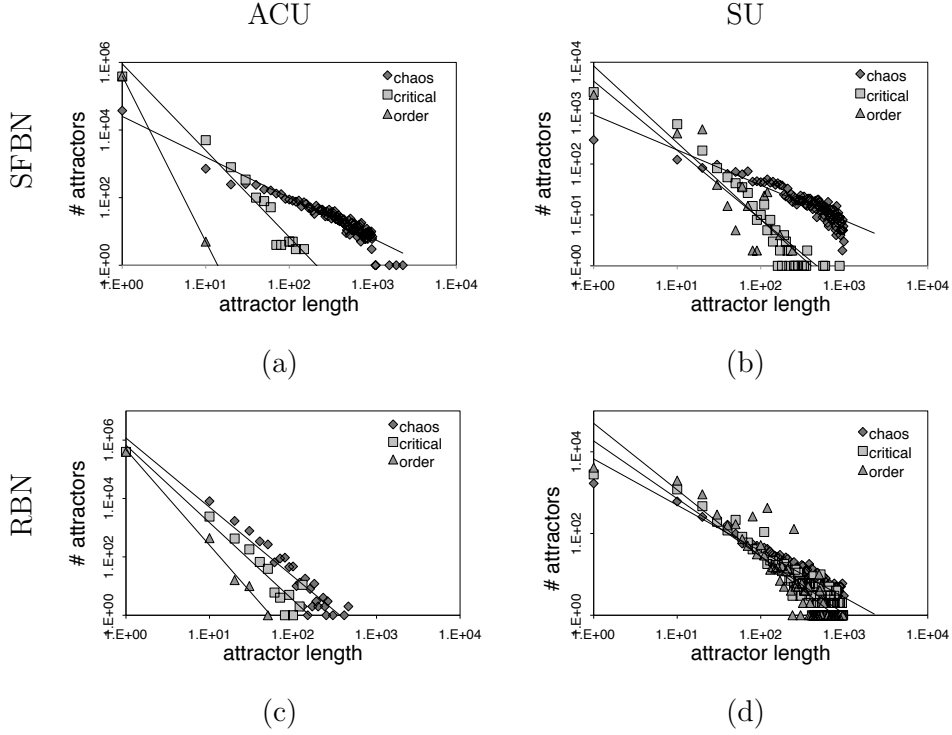 ACU
SU
SFBN
1.E+06
1.E+04
1.E+02
1.E+00
# attractors
chaos
critical
order
1.E+00
1.E+01
1.E+02
1.E+03
1.E+04
attractor length
(a)
1.E+04
1.E+03
1.E+02
1.E+01
1.E+00
# attractors
chaos
critical
order
1.E+00
1.E+01
1.E+02
1.E+03
1.E+04
attractor length
(b)
RBN
1.E+06
1.E+04
1.E+02
1.E+00
# attractors
chaos
critical
order
1.E+00
1.E+01
1.E+02
1.E+03
1.E+04
attractor length
(c)
1.E+04
1.E+02
1.E+00
# attractors
chaos
critical
order
1.E+00
1.E+01
1.E+02
1.E+03
1.E+04
attractor length
(d)